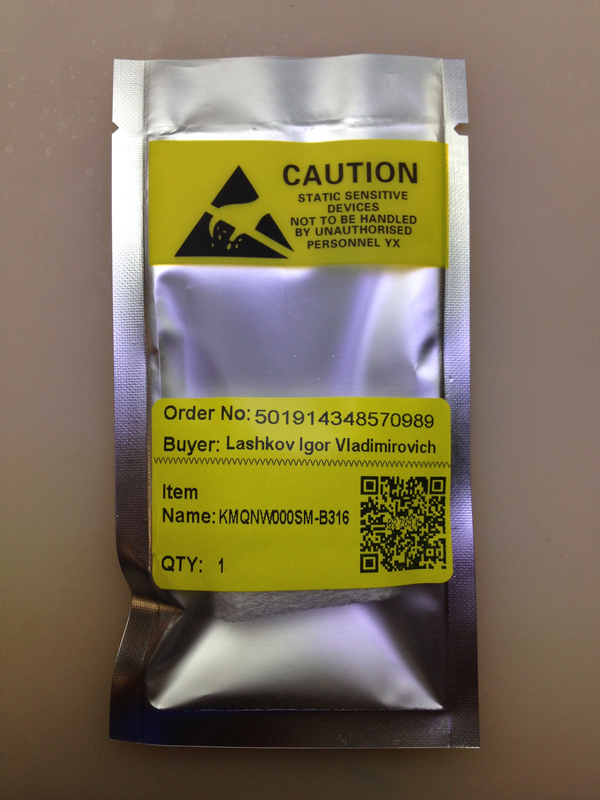 CAUTION
STATIC SENSITIVE
DEVICES
NOT TO BE HANDLED
BY UNAUTHORISED
PERSONNEL YX
Order No: 501914348570989
Buyer: Lashkov Igor Vladimirovich
Item
Name: KMQNW000SM-B316
QTY: 1